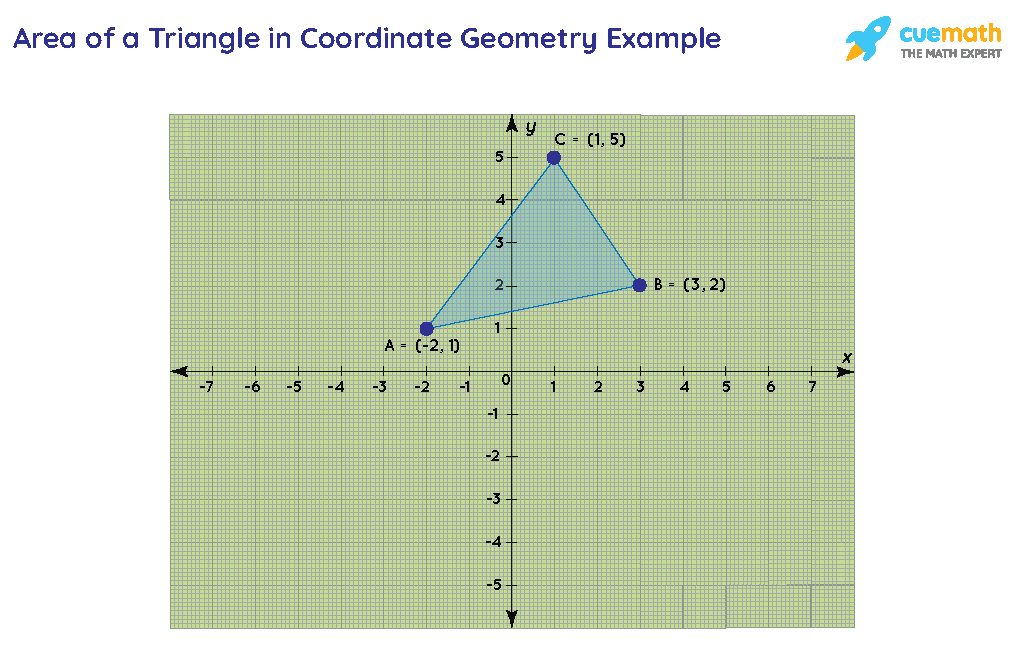 Area of a Triangle in Coordinate Geometry Example
cuemath
THE MATH EXPERT
y
C = (1, 5)
5
4
3
2
B = (3, 2)
1
A = (-2, 1)
x
0
-7 -6 -5 -4 -3 -2 -1 1 2 3 4 5 6 7
-1
-2
-3
-4
-5